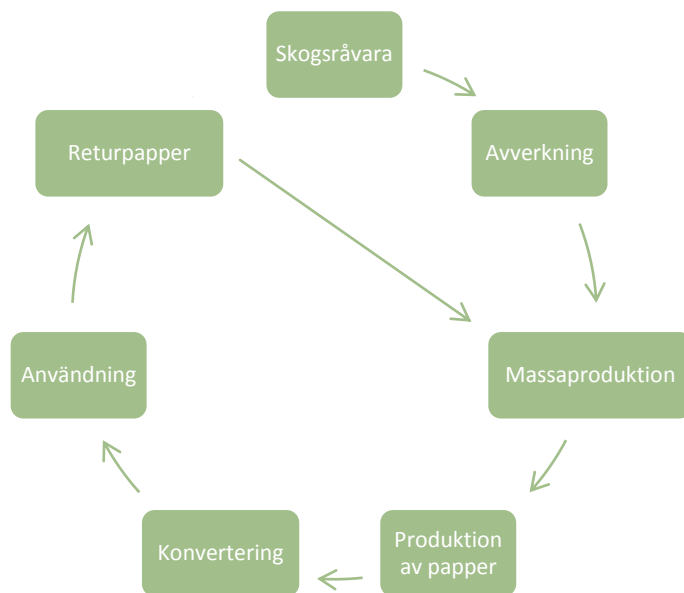 Skogsråvara
Avverkning
Returpapper
Massaproduktion
Användning
Produktion
av papper
Konvertering